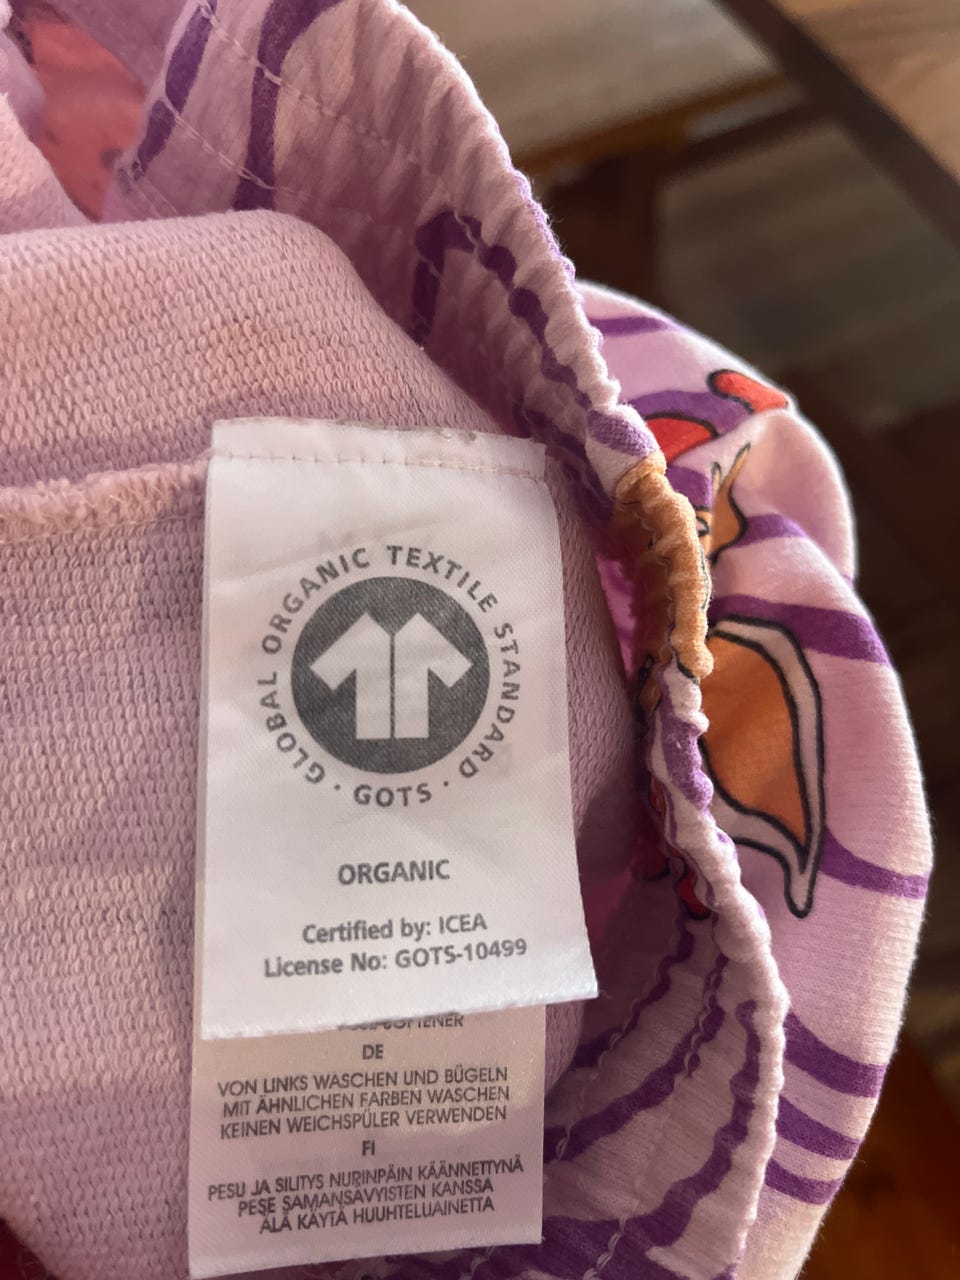 GLOBAL ORGANIC TEXTILE STANDARD · GOTS ·
ORGANIC
Certified by: ICEA
License No: GOTS-10499
DE
VON LINKS WASCHEN UND BÜGELN
MIT ÄHNLICHEN FARBEN WASCHEN
KEINEN WEICHSPÜLER VERWENDEN
FI
PESU JA SILITYS NURINPÄIN KÄÄNNETTYNÄ
PESE SAMANSAVYISTEN KANSSA
ÄLÄ KÄYTÄ HUUHTELUAINETTA